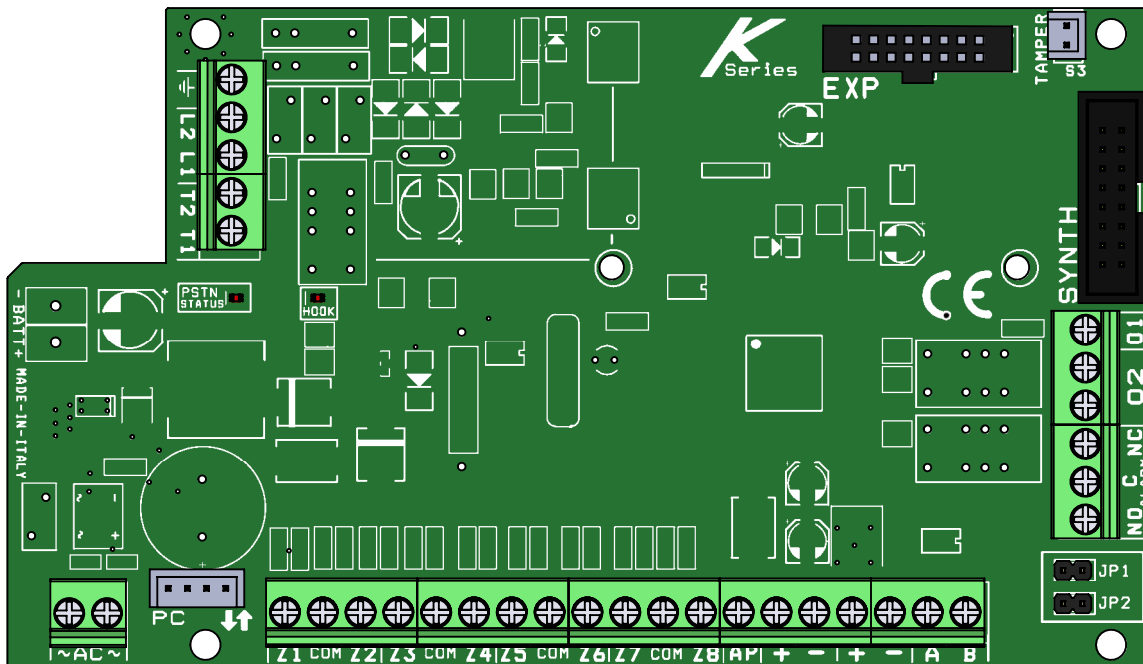 K
Series
EXP
TAMPER
S3
L2
L1
T2
T1
SYNTH
PSTN
STATUS
HOOK
- BATT +
CE
MADE-IN-ITALY
O1
O2
NC
C
NO
~ - ~ +
JP1
JP2
PC
~AC~
Z1 COM Z2 Z3 COM Z4 Z5 COM Z6 Z7 COM Z8 AP + - + - A B